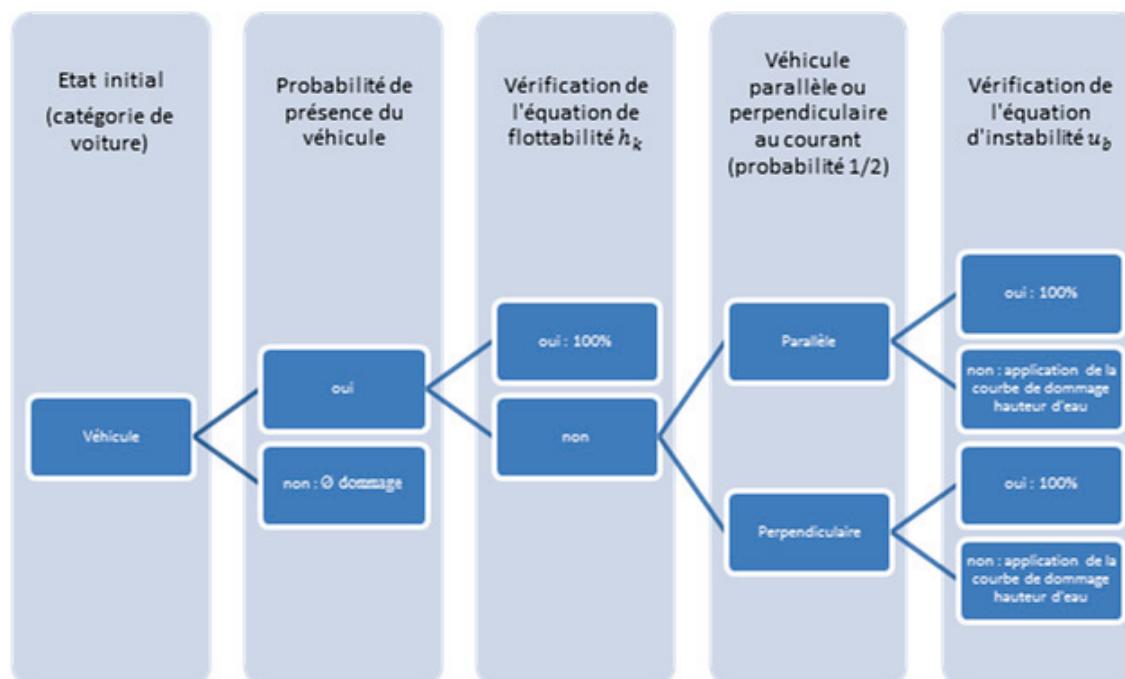 Etat initial
(catégorie de
voiture)
Probabilité de
présence du
véhicule
Vérification de
l'équation de
flottabilité hₖ
Véhicule
parallèle ou
perpendiculaire
au courant
(probabilité 1/2)
Vérification de
l'équation
d'instabilité u_b
Véhicule
oui
non : 0 dommage
oui : 100%
non
Parallèle
Perpendiculaire
oui : 100%
non : application de la
courbe de dommage
hauteur d'eau
oui : 100%
non : application de la
courbe de dommage
hauteur d'eau